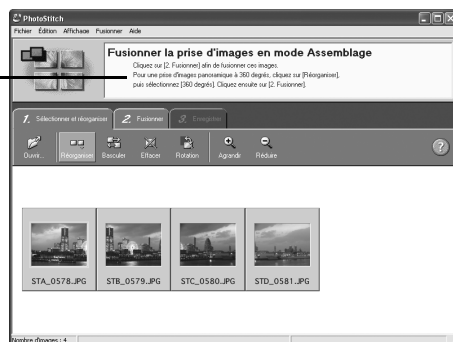 PhotoStitch
Fichier Édition Affichage Fusionner Aide
Fusionner la prise d'images en mode Assemblage
Cliquez sur [2. Fusionner] afin de fusionner ces images.
Pour une prise d'images panoramique à 360 degrés, cliquez sur [Réorganiser],
puis sélectionnez [360 degrés]. Cliquez ensuite sur [2. Fusionner].
1. Sélectionner et réorganiser 2. Fusionner 3. Enregistrer
Ouvrir... Réorganiser Basculer Effacer Rotation Agrandir Réduire
?
STA_0578.JPG STB_0579.JPG STC_0580.JPG STD_0581.JPG
Nombre d'images : 4